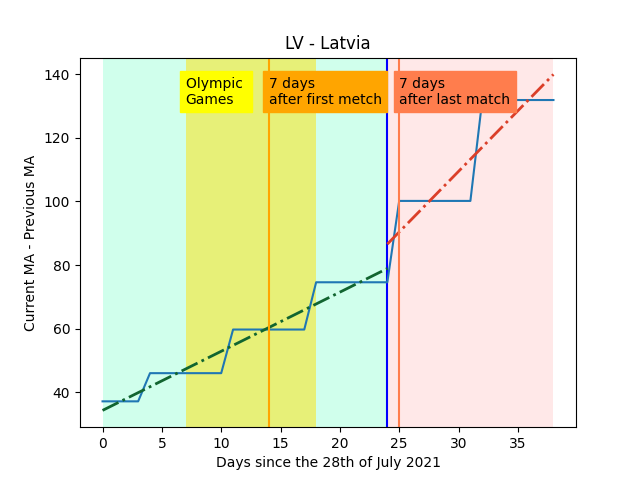 LV - Latvia
Olympic
Games
7 days
after first metch
7 days
after last match
140
120
100
80
60
40
Current MA - Previous MA
0 5 10 15 20 25 30 35
Days since the 28th of July 2021